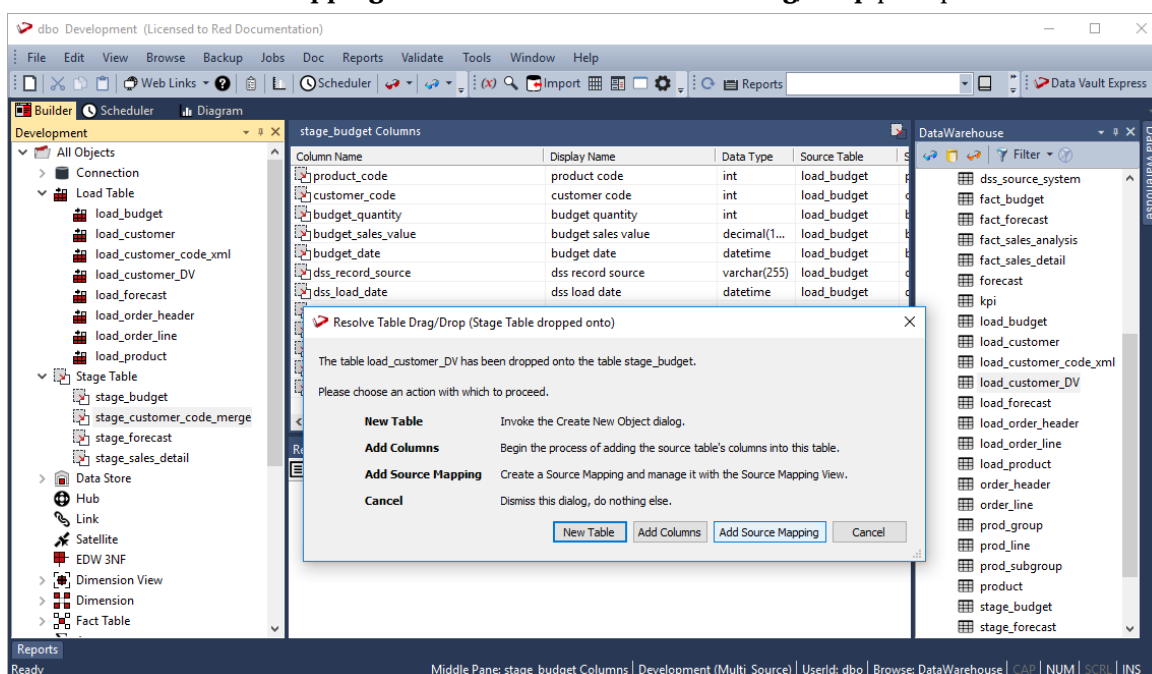 dbo Development (Licensed to Red Documentation)
File Edit View Browse Backup Jobs Doc Reports Validate Tools Window Help
Web Links Scheduler (x) Import Reports Data Vault Express
Builder Scheduler Diagram
Development
All Objects
Connection
Load Table
load_budget
load_customer
load_customer_code_xml
load_customer_DV
load_forecast
load_order_header
load_order_line
load_product
Stage Table
stage_budget
stage_customer_code_merge
stage_forecast
stage_sales_detail
Data Store
Hub
Link
Satellite
EDW 3NF
Dimension View
Dimension
Fact Table
stage_budget Columns
Column Name Display Name Data Type Source Table S
product_code product code int load_budget
customer_code customer code int load_budget
budget_quantity budget quantity int load_budget
budget_sales_value budget sales value decimal(1... load_budget
budget_date budget date datetime load_budget
dss_record_source dss record source varchar(255) load_budget
dss_load_date dss load date datetime load_budget
Resolve Table Drag/Drop (Stage Table dropped onto)
The table load_customer_DV has been dropped onto the table stage_budget.
Please choose an action with which to proceed.
New Table Invoke the Create New Object dialog.
Add Columns Begin the process of adding the source table's columns into this table.
Add Source Mapping Create a Source Mapping and manage it with the Source Mapping View.
Cancel Dismiss this dialog, do nothing else.
New Table Add Columns Add Source Mapping Cancel
DataWarehouse
Filter
dss_source_system
fact_budget
fact_forecast
fact_sales_analysis
fact_sales_detail
forecast
kpi
load_budget
load_customer
load_customer_code_xml
load_customer_DV
load_forecast
load_order_header
load_order_line
load_product
order_header
order_line
prod_group
prod_line
prod_subgroup
product
stage_budget
stage_forecast
Data Warehouse
Reports
Ready Middle Pane: stage_budget Columns Development (Multi_Source) UserId: dbo Browse: DataWarehouse CAP NUM SCRL INS